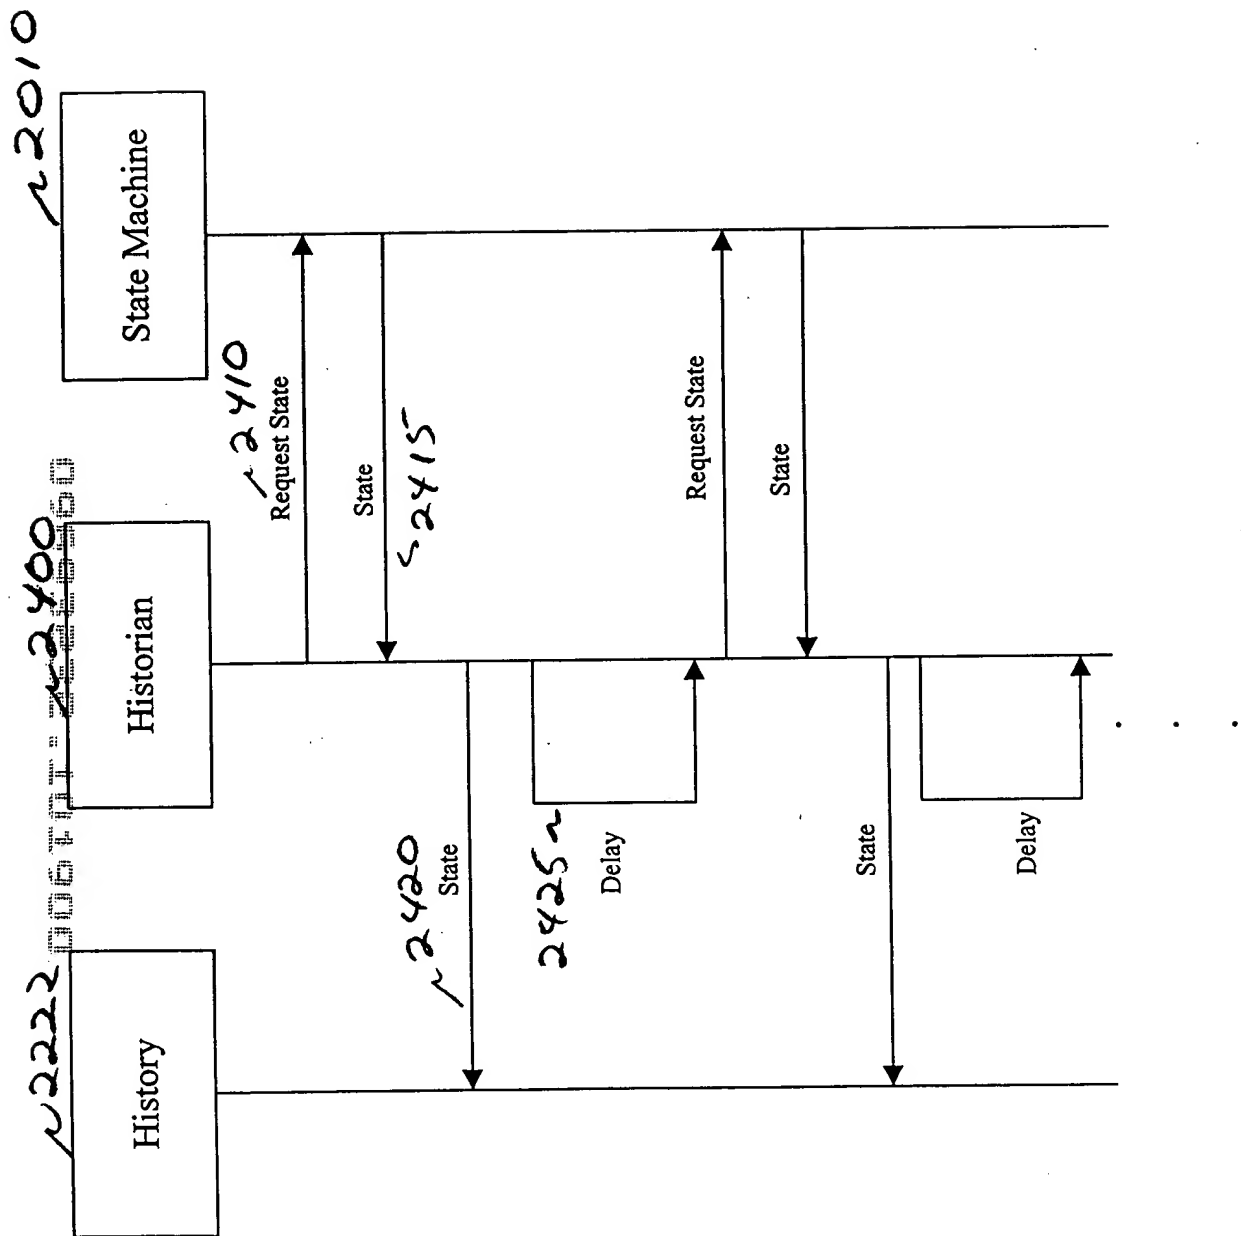 ~2222
History
~2400
Historian
~2010
State Machine
~2410
Request State
State
~2415
~2420
State
2425~
Delay
Request State
State
State
Delay
. . .